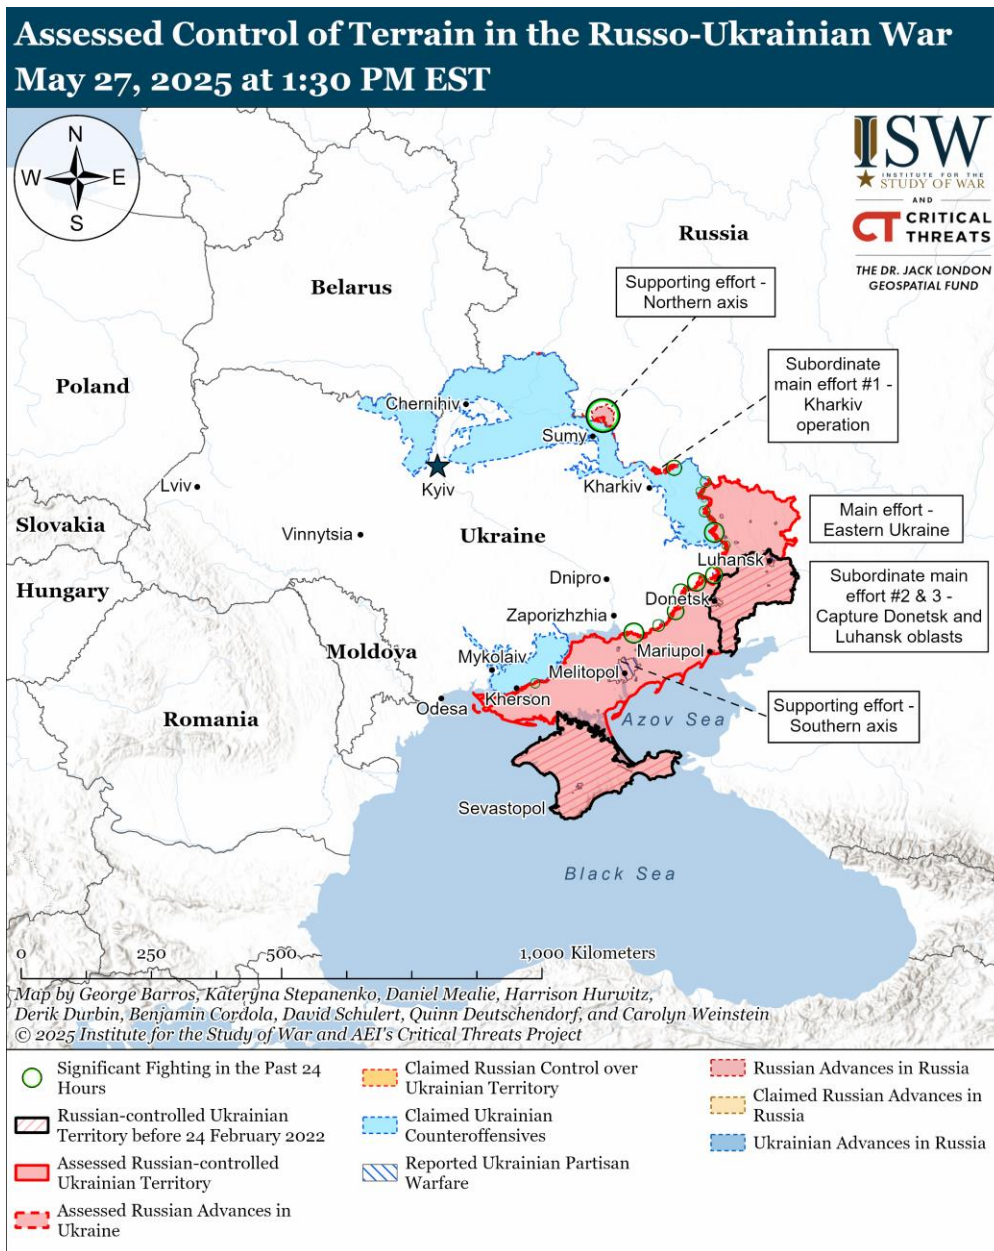 Assessed Control of Terrain in the Russo-Ukrainian War
May 27, 2025 at 1:30 PM EST
N
W
E
S
ISW
INSTITUTE FOR THE
STUDY OF WAR
AND
CT CRITICAL
THREATS
THE DR. JACK LONDON
GEOSPATIAL FUND
Russia
Supporting effort -
Northern axis
Belarus
Subordinate
main effort #1 -
Kharkiv
operation
Poland
Chernihiv
Sumy
Kyiv
Lviv
Kharkiv
Slovakia
Vinnytsia
Ukraine
Main effort -
Eastern Ukraine
Luhansk
Hungary
Dnipro
Subordinate main
effort #2 & 3 -
Capture Donetsk and
Luhansk oblasts
Donetsk
Zaporizhzhia
Moldova
Mykolaiv
Mariupol
Melitopol
Kherson
Odesa
Romania
Azov Sea
Supporting effort -
Southern axis
Sevastopol
Black Sea
0
250
500
1,000 Kilometers
Map by George Barros, Kateryna Stepanenko, Daniel Mealie, Harrison Hurwitz,
Derik Durbin, Benjamin Cordola, David Schulert, Quinn Deutschendorf, and Carolyn Weinstein
© 2025 Institute for the Study of War and AEI's Critical Threats Project
Significant Fighting in the Past 24
Hours
Russian-controlled Ukrainian
Territory before 24 February 2022
Assessed Russian-controlled
Ukrainian Territory
Assessed Russian Advances in
Ukraine
Claimed Russian Control over
Ukrainian Territory
Claimed Ukrainian
Counteroffensives
Reported Ukrainian Partisan
Warfare
Russian Advances in Russia
Claimed Russian Advances in
Russia
Ukrainian Advances in Russia